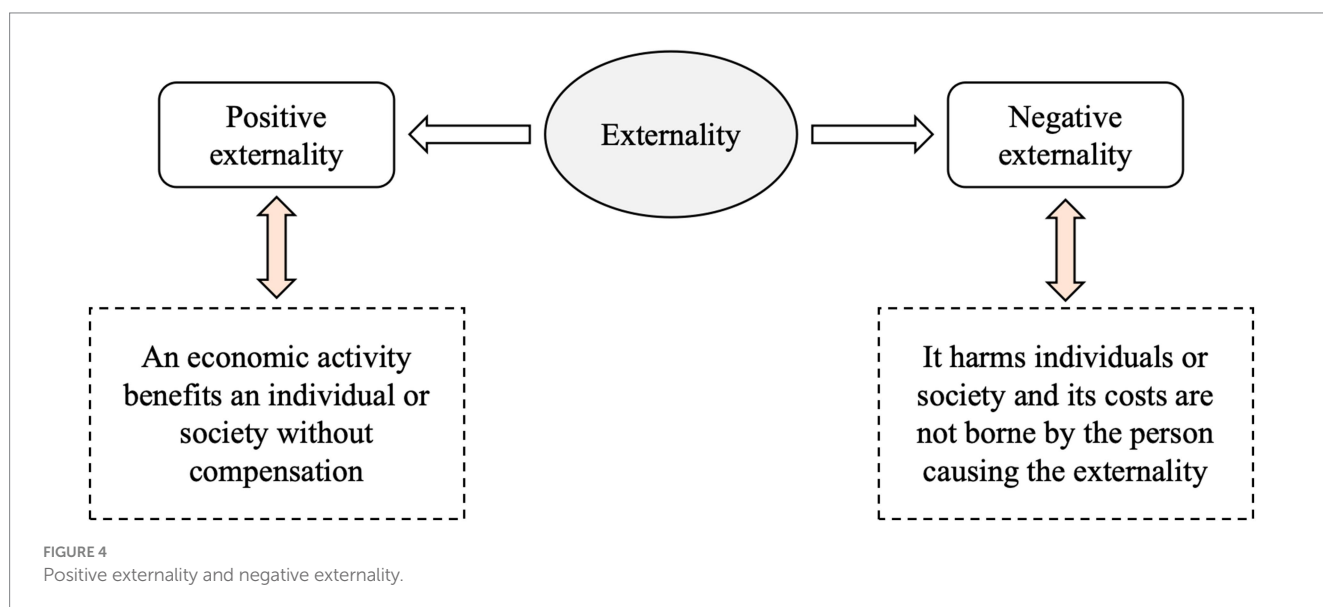 Positive
externality
Externality
Negative
externality
An economic activity
benefits an individual or
society without
compensation
It harms individuals or
society and its costs are
not borne by the person
causing the externality
FIGURE 4
Positive externality and negative externality.